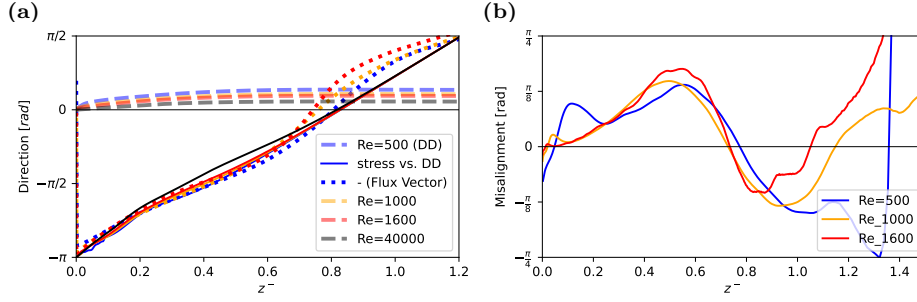 (a)
π/2
0
−π/2
−π
Direction [rad]
0.0 0.2 0.4 0.6 0.8 1.0 1.2
z⁻
Re=500 (DD)
stress vs. DD
- (Flux Vector)
Re=1000
Re=1600
Re=40000
(b)
π/4
π/8
0
−π/8
−π/4
Misalignment [rad]
0.0 0.2 0.4 0.6 0.8 1.0 1.2 1.4
z⁻
Re=500
Re_1000
Re_1600